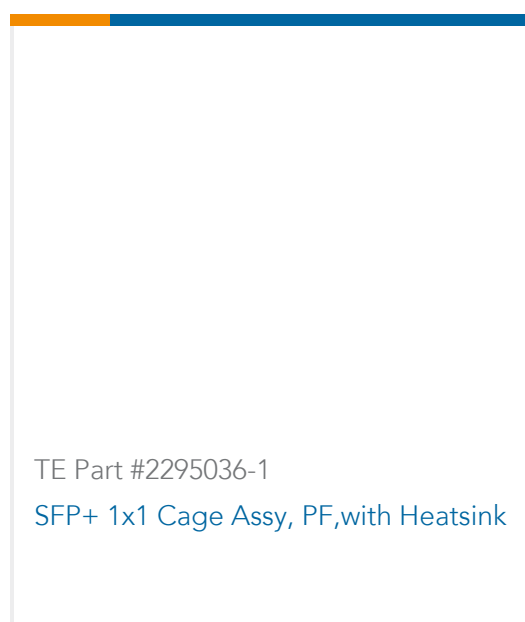 TE Part #2295036-1
SFP+ 1x1 Cage Assy, PF,with Heatsink